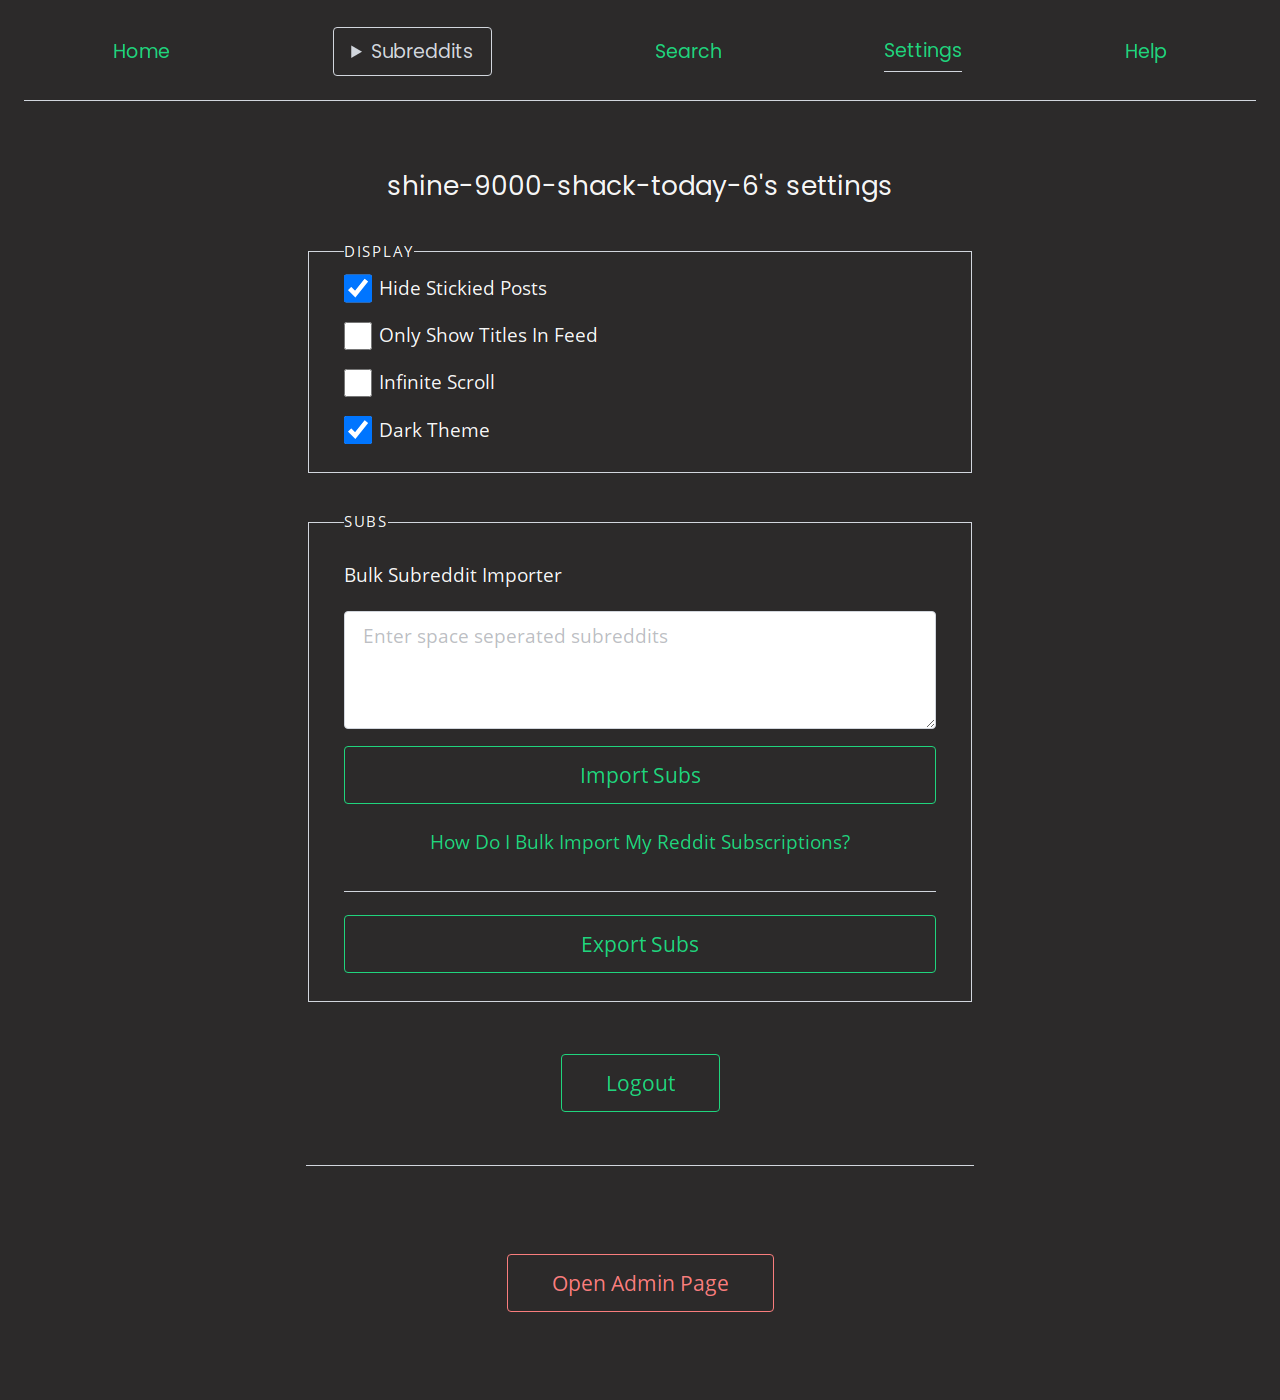 Home
Subreddits
Search
Settings
Help
shine-9000-shack-today-6's settings
DISPLAY
Hide Stickied Posts
Only Show Titles In Feed
Infinite Scroll
Dark Theme
SUBS
Bulk Subreddit Importer
Enter space seperated subreddits
Import Subs
How Do I Bulk Import My Reddit Subscriptions?
Export Subs
Logout
Open Admin Page